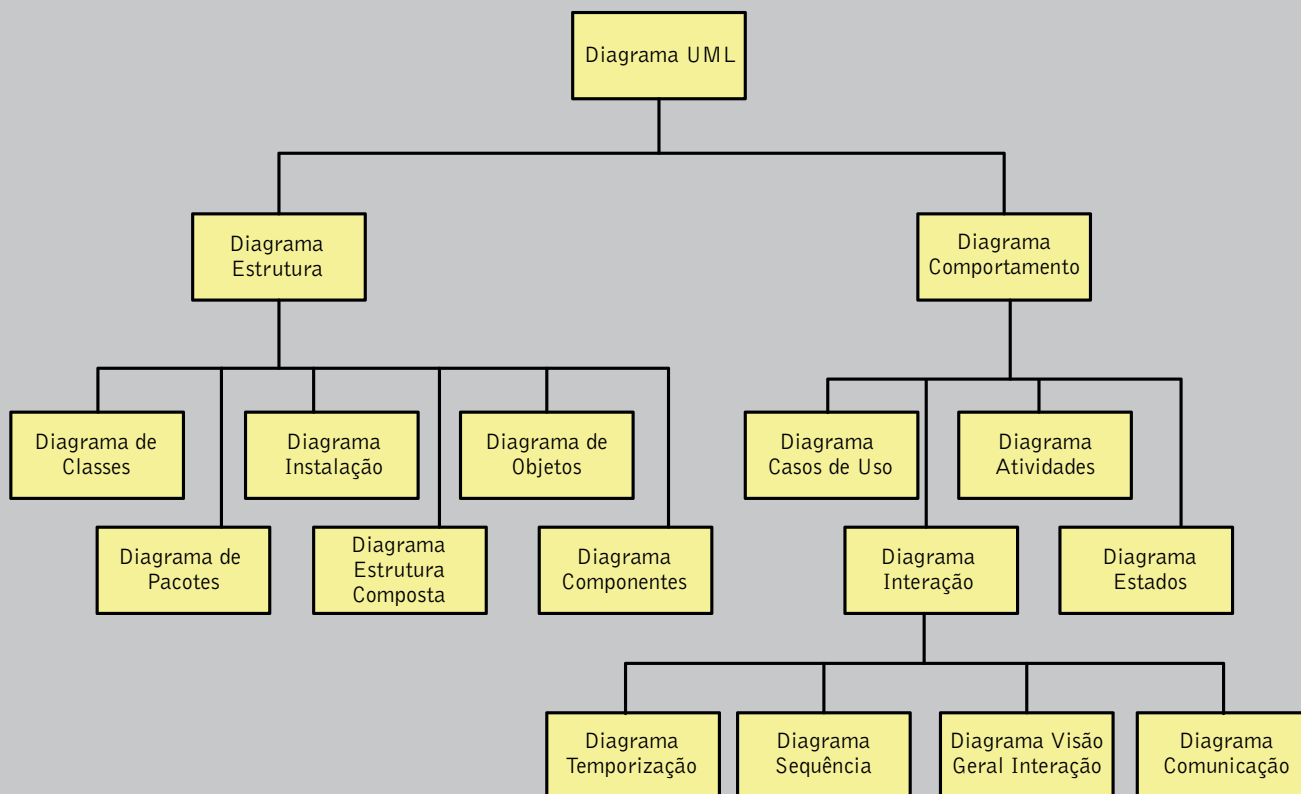 Diagrama UML
Diagrama
Estrutura
Diagrama
Comportamento
Diagrama de
Classes
Diagrama
Instalação
Diagrama de
Objetos
Diagrama
Casos de Uso
Diagrama
Atividades
Diagrama de
Pacotes
Diagrama
Estrutura
Composta
Diagrama
Componentes
Diagrama
Interação
Diagrama
Estados
Diagrama
Temporização
Diagrama
Sequência
Diagrama Visão
Geral Interação
Diagrama
Comunicação